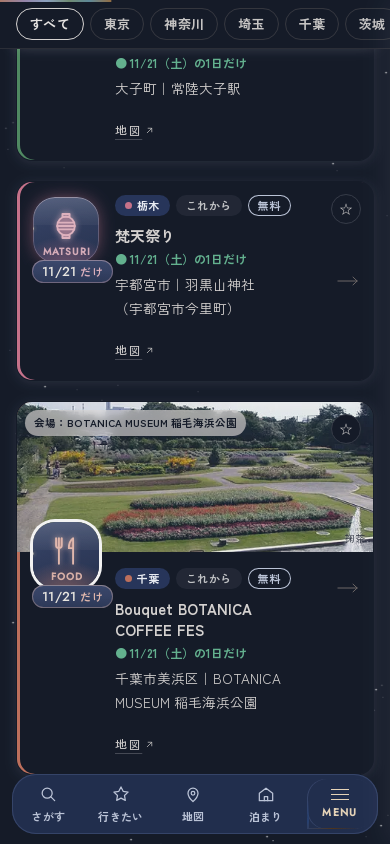 すべて
東京
神奈川
埼玉
千葉
茨城
11/21（土）の1日だけ
大子町｜常陸大子駅
地図 ↗
MATSURI
11/21 だけ
栃木
これから
無料
梵天祭り
11/21（土）の1日だけ
宇都宮市｜羽黒山神社
（宇都宮市今里町）
地図 ↗
会場：BOTANICA MUSEUM 稲毛海浜公園
FOOD
11/21 だけ
千葉
これから
無料
Bouquet BOTANICA
COFFEE FES
11/21（土）の1日だけ
千葉市美浜区｜BOTANICA
MUSEUM 稲毛海浜公園
地図 ↗
さがす
行きたい
地図
泊まり
MENU